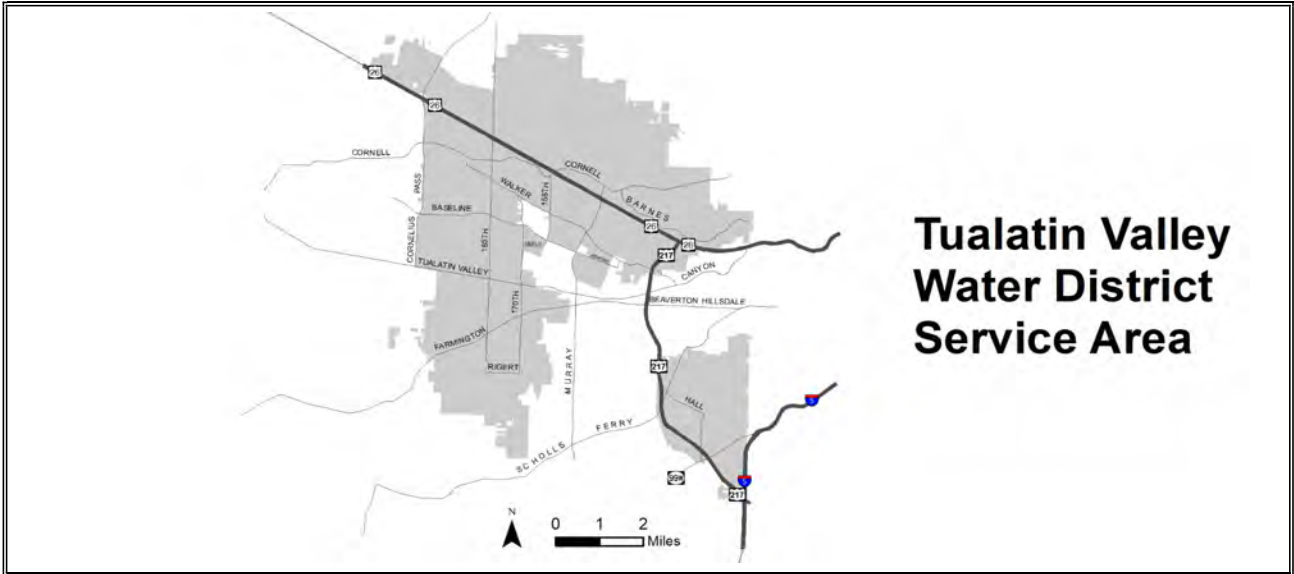 26
26
CORNELL
CORNELL
PASS
WALKER
158TH
BARNES
BASELINE
26
26
217
CORNELIUS
185TH
TUALATIN VALLEY
CANYON
170TH
BEAVERTON HILLSDALE
FARMINGTON
RIGERT
MURRAY
217
HALL
5
SCHOLLS FERRY
99W
5
217
N
0 1 2
Miles
Tualatin Valley
Water District
Service Area